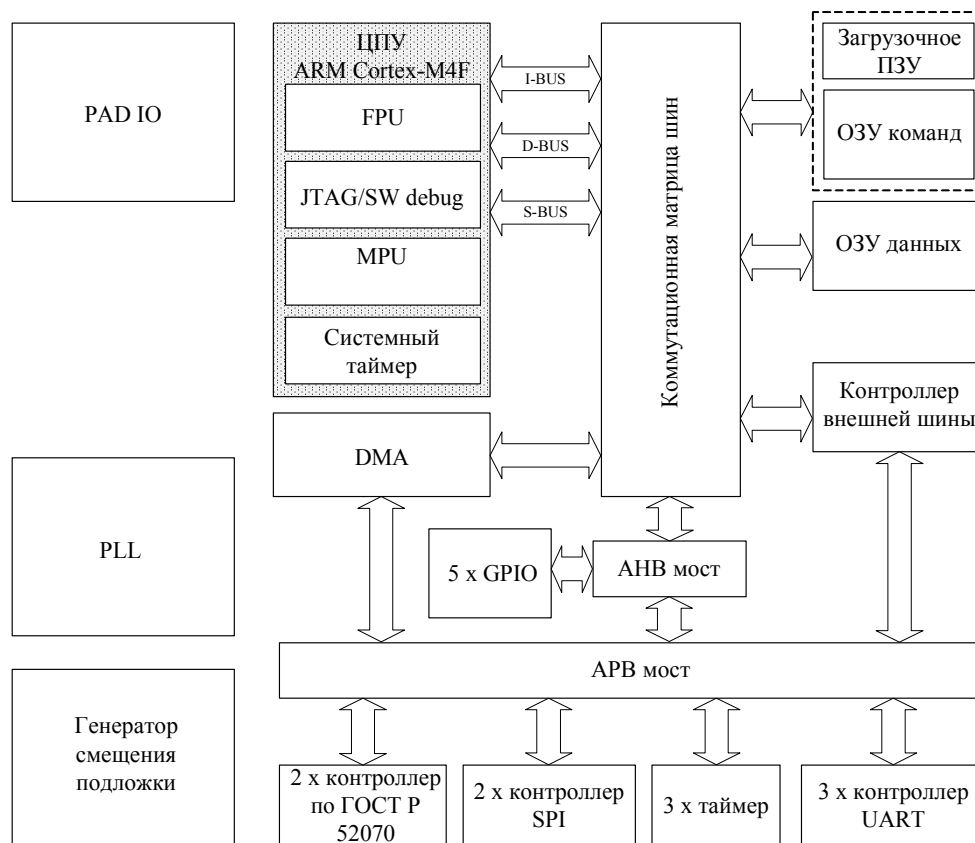 PAD IO
ЦПУ
ARM Cortex-M4F
FPU
JTAG/SW debug
MPU
Системный
таймер
I-BUS
D-BUS
S-BUS
Коммутационная матрица шин
Загрузочное
ПЗУ
ОЗУ команд
ОЗУ данных
Контроллер
внешней шины
DMA
PLL
5 x GPIO
АНВ мост
АРВ мост
Генератор
смещения
подложки
2 x контроллер
по ГОСТ Р
52070
2 x контроллер
SPI
3 x таймер
3 x контроллер
UART